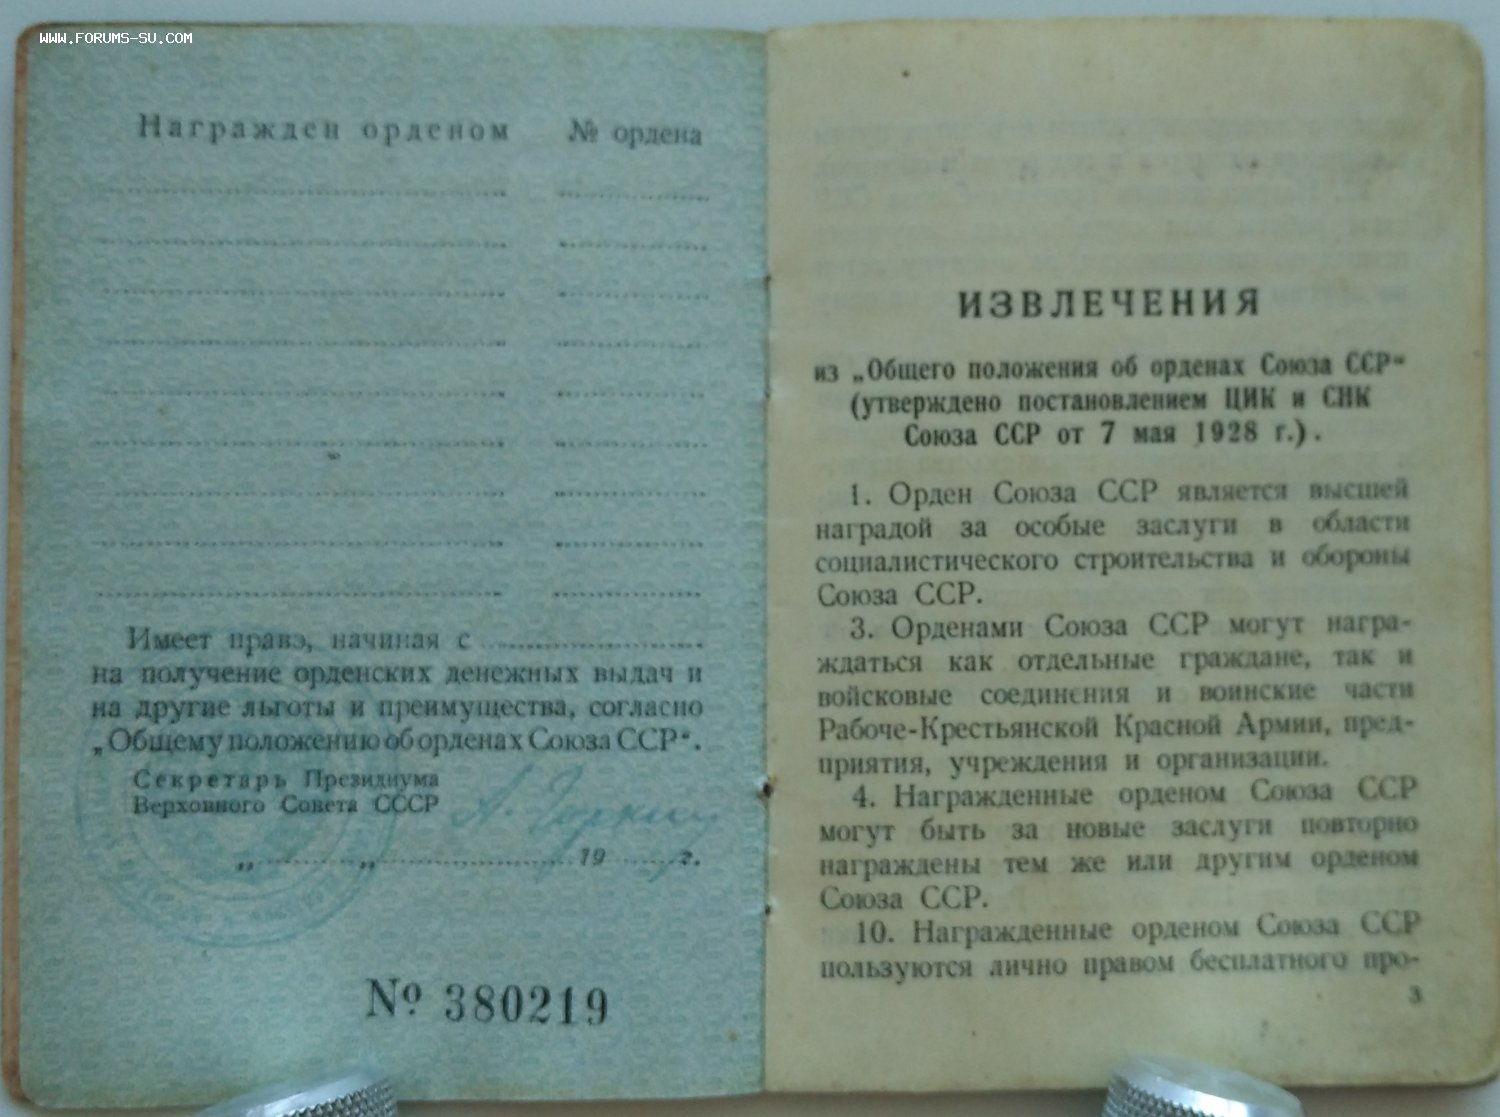 WWW.FORUMS-SU.COM
Награжден орденом № ордена
Имеет право, начиная с
на получение орденских денежных выдач и
на другие льготы и преимущества, согласно
„Общему положению об орденах Союза ССР“.
Секретарь Президиума
Верховного Совета СССР
А. Горкин
„ „ 19 г.
№ 380219
ИЗВЛЕЧЕНИЯ
из „Общего положения об орденах Союза ССР“
(утверждено постановлением ЦИК и СНК
Союза ССР от 7 мая 1928 г.).
1. Орден Союза ССР является высшей
наградой за особые заслуги в области
социалистического строительства и обороны
Союза ССР.
3. Орденами Союза ССР могут награ-
ждаться как отдельные граждане, так и
войсковые соединения и воинские части
Рабоче-Крестьянской Красной Армии, пред-
приятия, учреждения и организации.
4. Награжденные орденом Союза ССР
могут быть за новые заслуги повторно
награждены тем же или другим орденом
Союза ССР.
10. Награжденные орденом Союза ССР
пользуются лично правом бесплатного про-
3